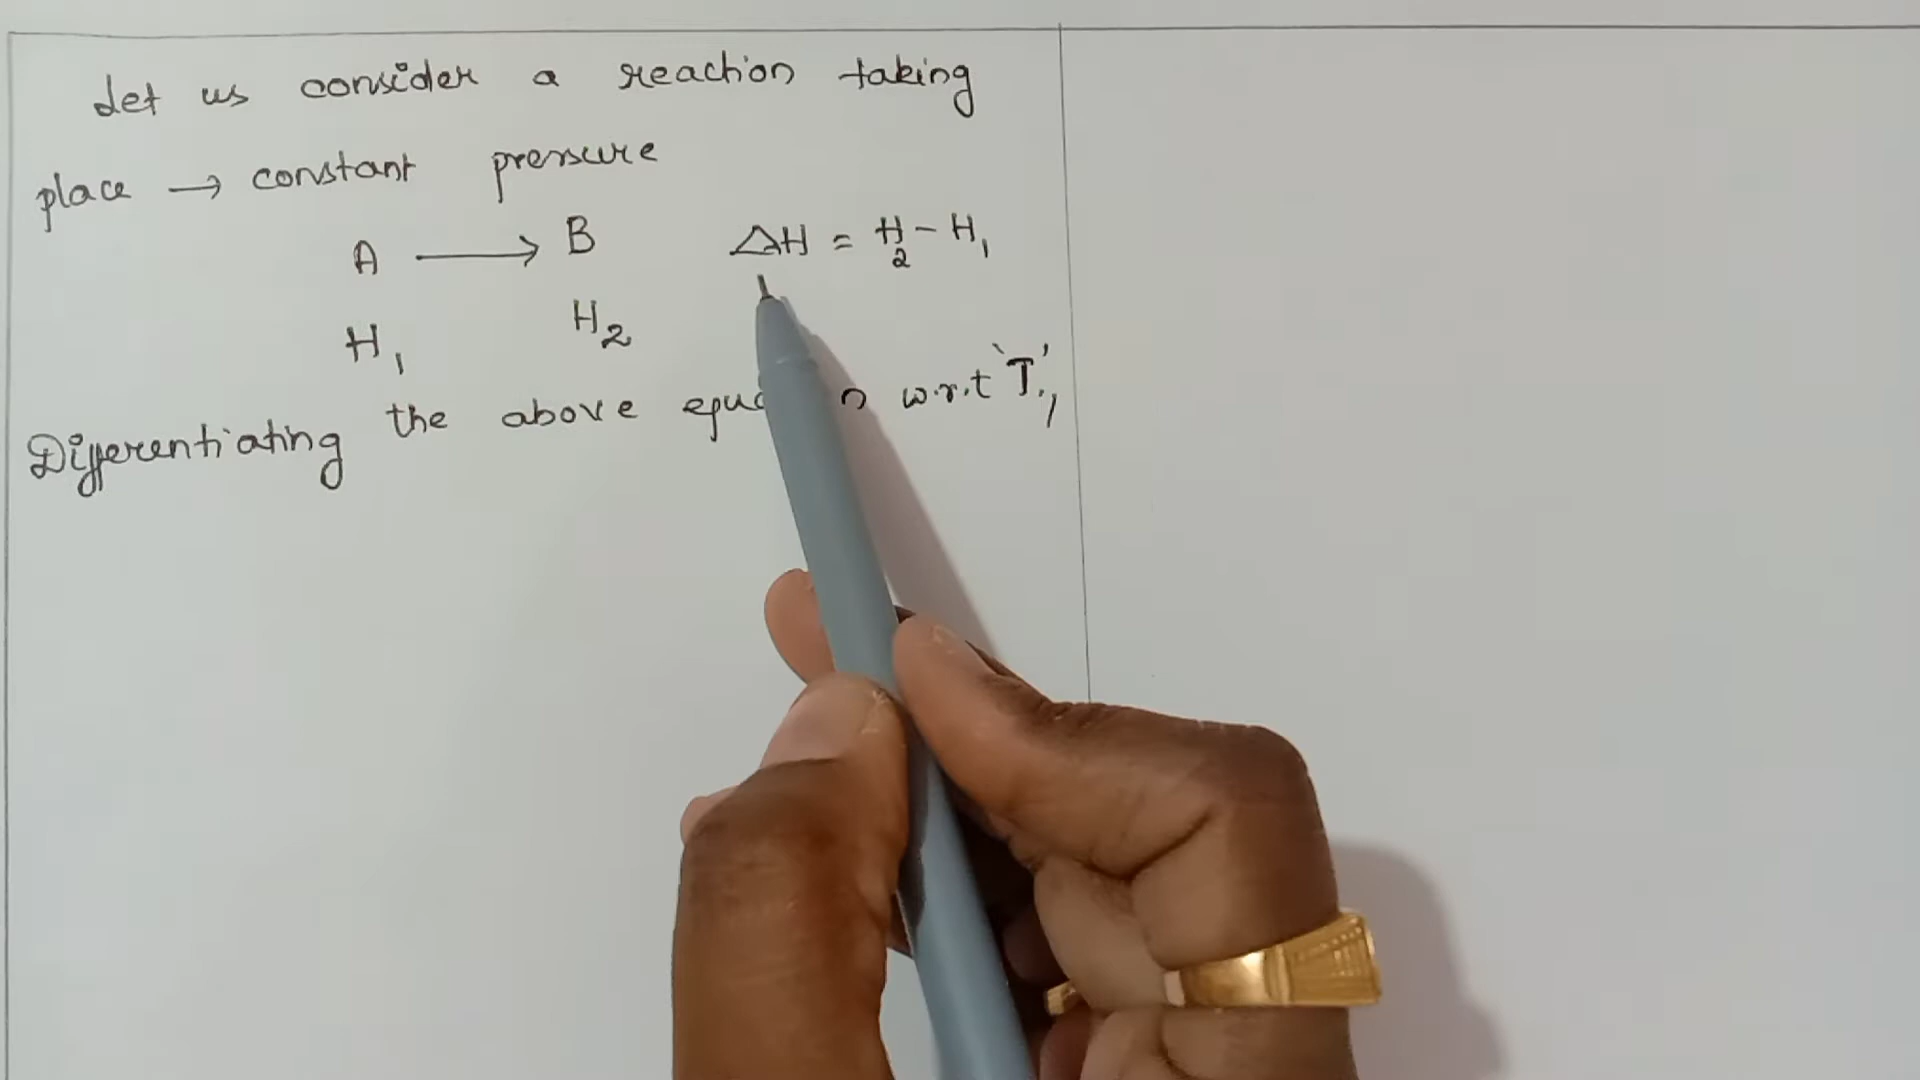 Let us consider a reaction taking
place → constant pressure
A ⟶ B ΔH = H₂ - H₁
H₁ H₂
Differentiating the above w.r.t 'T',